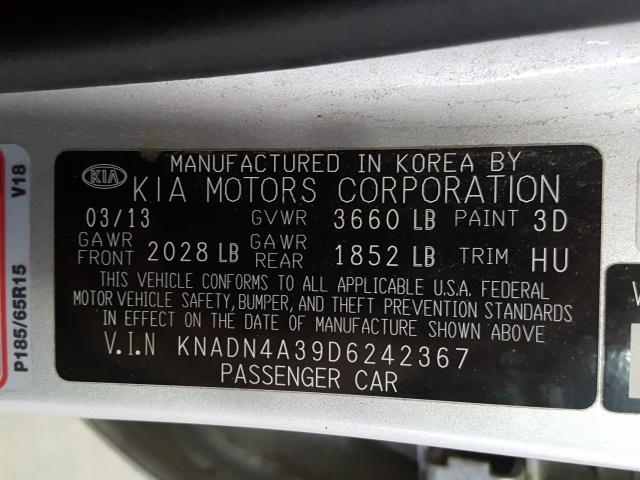 MANUFACTURED IN KOREA BY
KIA KIA MOTORS CORPORATION
03/13 GVWR 3660 LB PAINT 3D
GAWR FRONT 2028 LB GAWR REAR 1852 LB TRIM HU
THIS VEHICLE CONFORMS TO ALL APPLICABLE U.S.A. FEDERAL
MOTOR VEHICLE SAFETY, BUMPER, AND THEFT PREVENTION STANDARDS
IN EFFECT ON THE DATE OF MANUFACTURE SHOWN ABOVE
V.I.N KNADN4A39D6242367
PASSENGER CAR
P185/65R15 V18